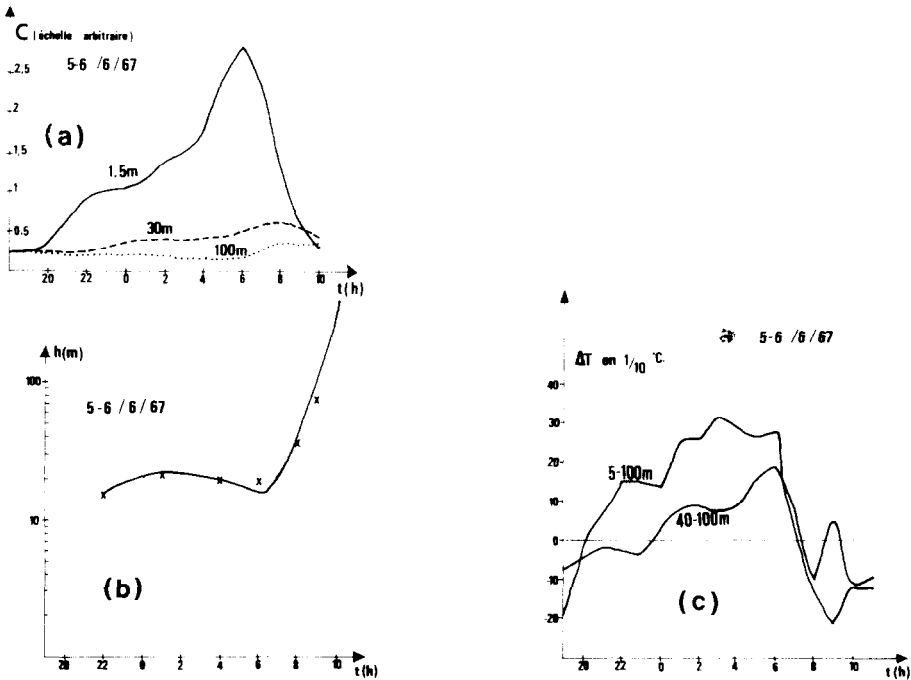 C (échelle arbitraire)
5-6 /6/67
2,5
2
1,5
1
0.5
(a)
1.5m
30m
100m
20 22 0 2 4 6 8 10
t(h)
h(m)
100
10
5-6 /6/67
(b)
20 22 0 2 4 6 8 10
t(h)
5-6 /6/67
ΔT en 1/10 °C.
40
30
20
10
0
-10
-20
5-100m
40-100m
(c)
20 22 0 2 4 6 8 10
t(h)